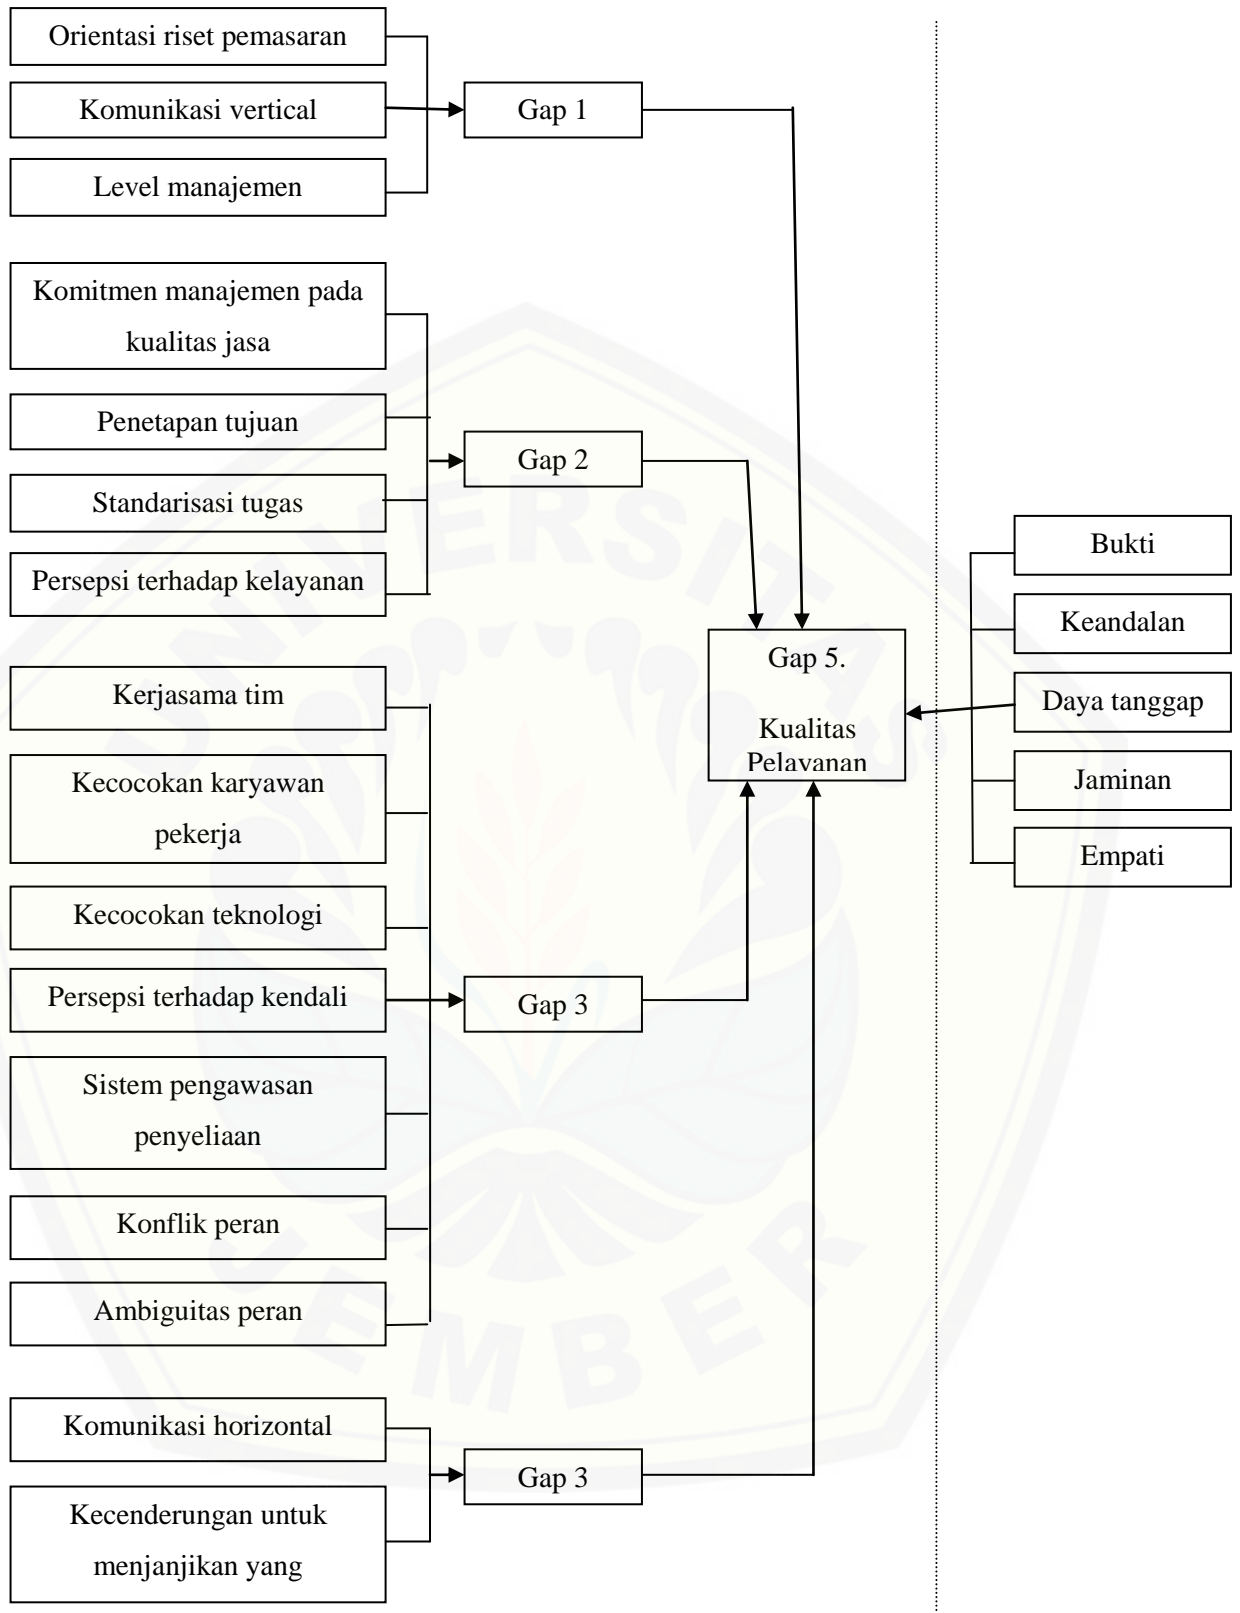 Orientasi riset pemasaran
Komunikasi vertical
Level manajemen
Gap 1
Komitmen manajemen pada
kualitas jasa
Penetapan tujuan
Standarisasi tugas
Persepsi terhadap kelayanan
Gap 2
Kerjasama tim
Kecocokan karyawan
pekerja
Kecocokan teknologi
Persepsi terhadap kendali
Sistem pengawasan
penyeliaan
Konflik peran
Ambiguitas peran
Gap 3
Komunikasi horizontal
Kecenderungan untuk
menjanjikan yang
Gap 3
Gap 5.
Kualitas
Pelayanan
Bukti
Keandalan
Daya tanggap
Jaminan
Empati
UNIVERSITAS
JEMBER